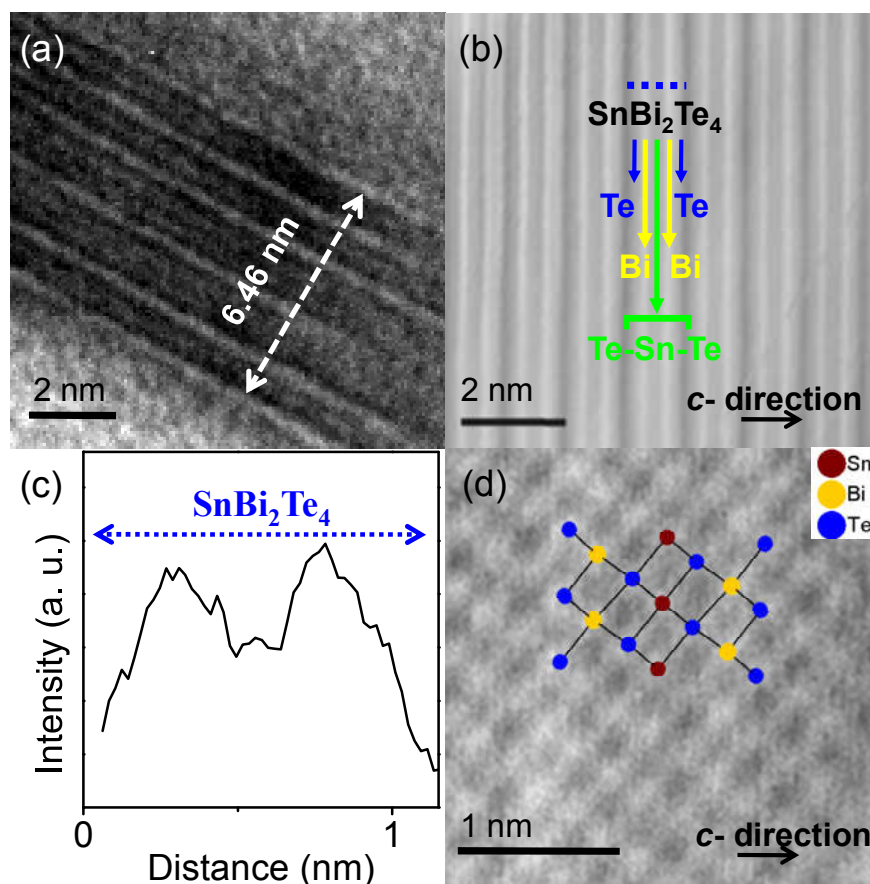 (a)
6.46 nm
2 nm
(b)
SnBi₂Te₄
Te Te
Bi Bi
Te-Sn-Te
2 nm
c- direction
(c)
SnBi₂Te₄
Intensity (a. u.)
0 1
Distance (nm)
(d)
Sn
Bi
Te
1 nm
c- direction